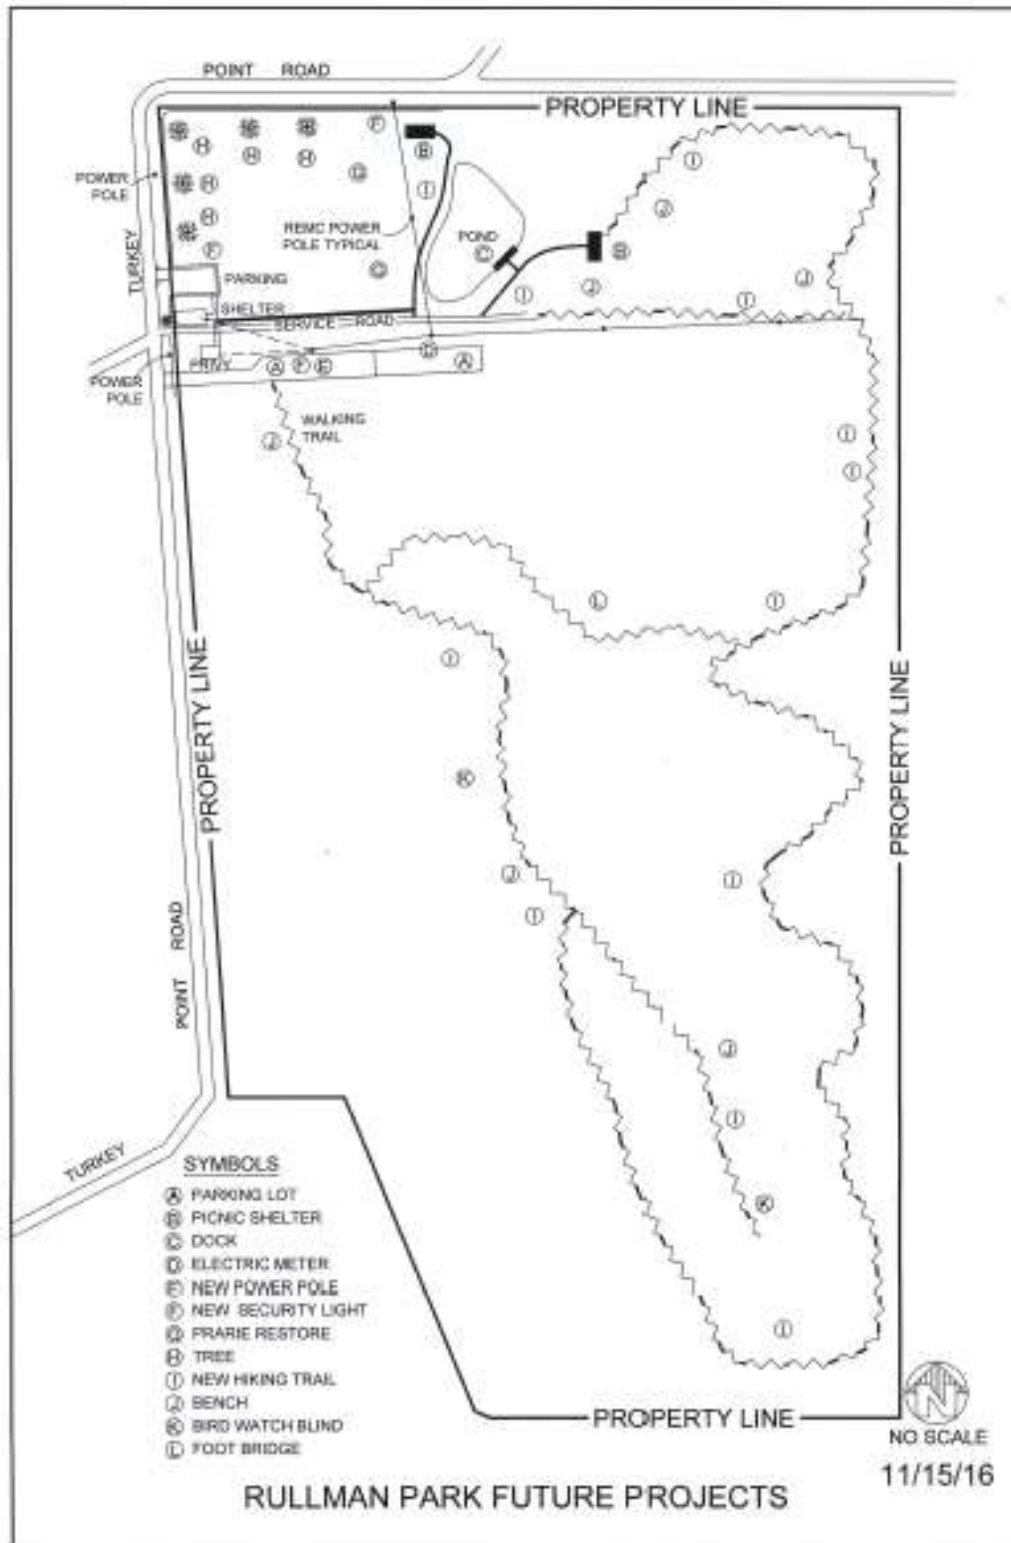 POINT ROAD
PROPERTY LINE
F
B
H
H
H
I
I
G
POWER
POLE
H
J
H
REMC POWER
POLE TYPICAL
POND
C
B
F
TURKEY
G
PARKING
J
J
I
I
SHELTER
SERVICE ROAD
D
PRIVY
A
F
E
A
POWER
POLE
WALKING
TRAIL
J
I
I
L
I
I
PROPERTY LINE
PROPERTY LINE
K
J
I
I
POINT ROAD
J
I
K
TURKEY
I
SYMBOLS
A PARKING LOT
B PICNIC SHELTER
C DOCK
D ELECTRIC METER
F NEW POWER POLE
F NEW SECURITY LIGHT
G PRARIE RESTORE
H TREE
I NEW HIKING TRAIL
J BENCH
K BIRD WATCH BLIND
L FOOT BRIDGE
PROPERTY LINE
N
NO SCALE
11/15/16
RULLMAN PARK FUTURE PROJECTS